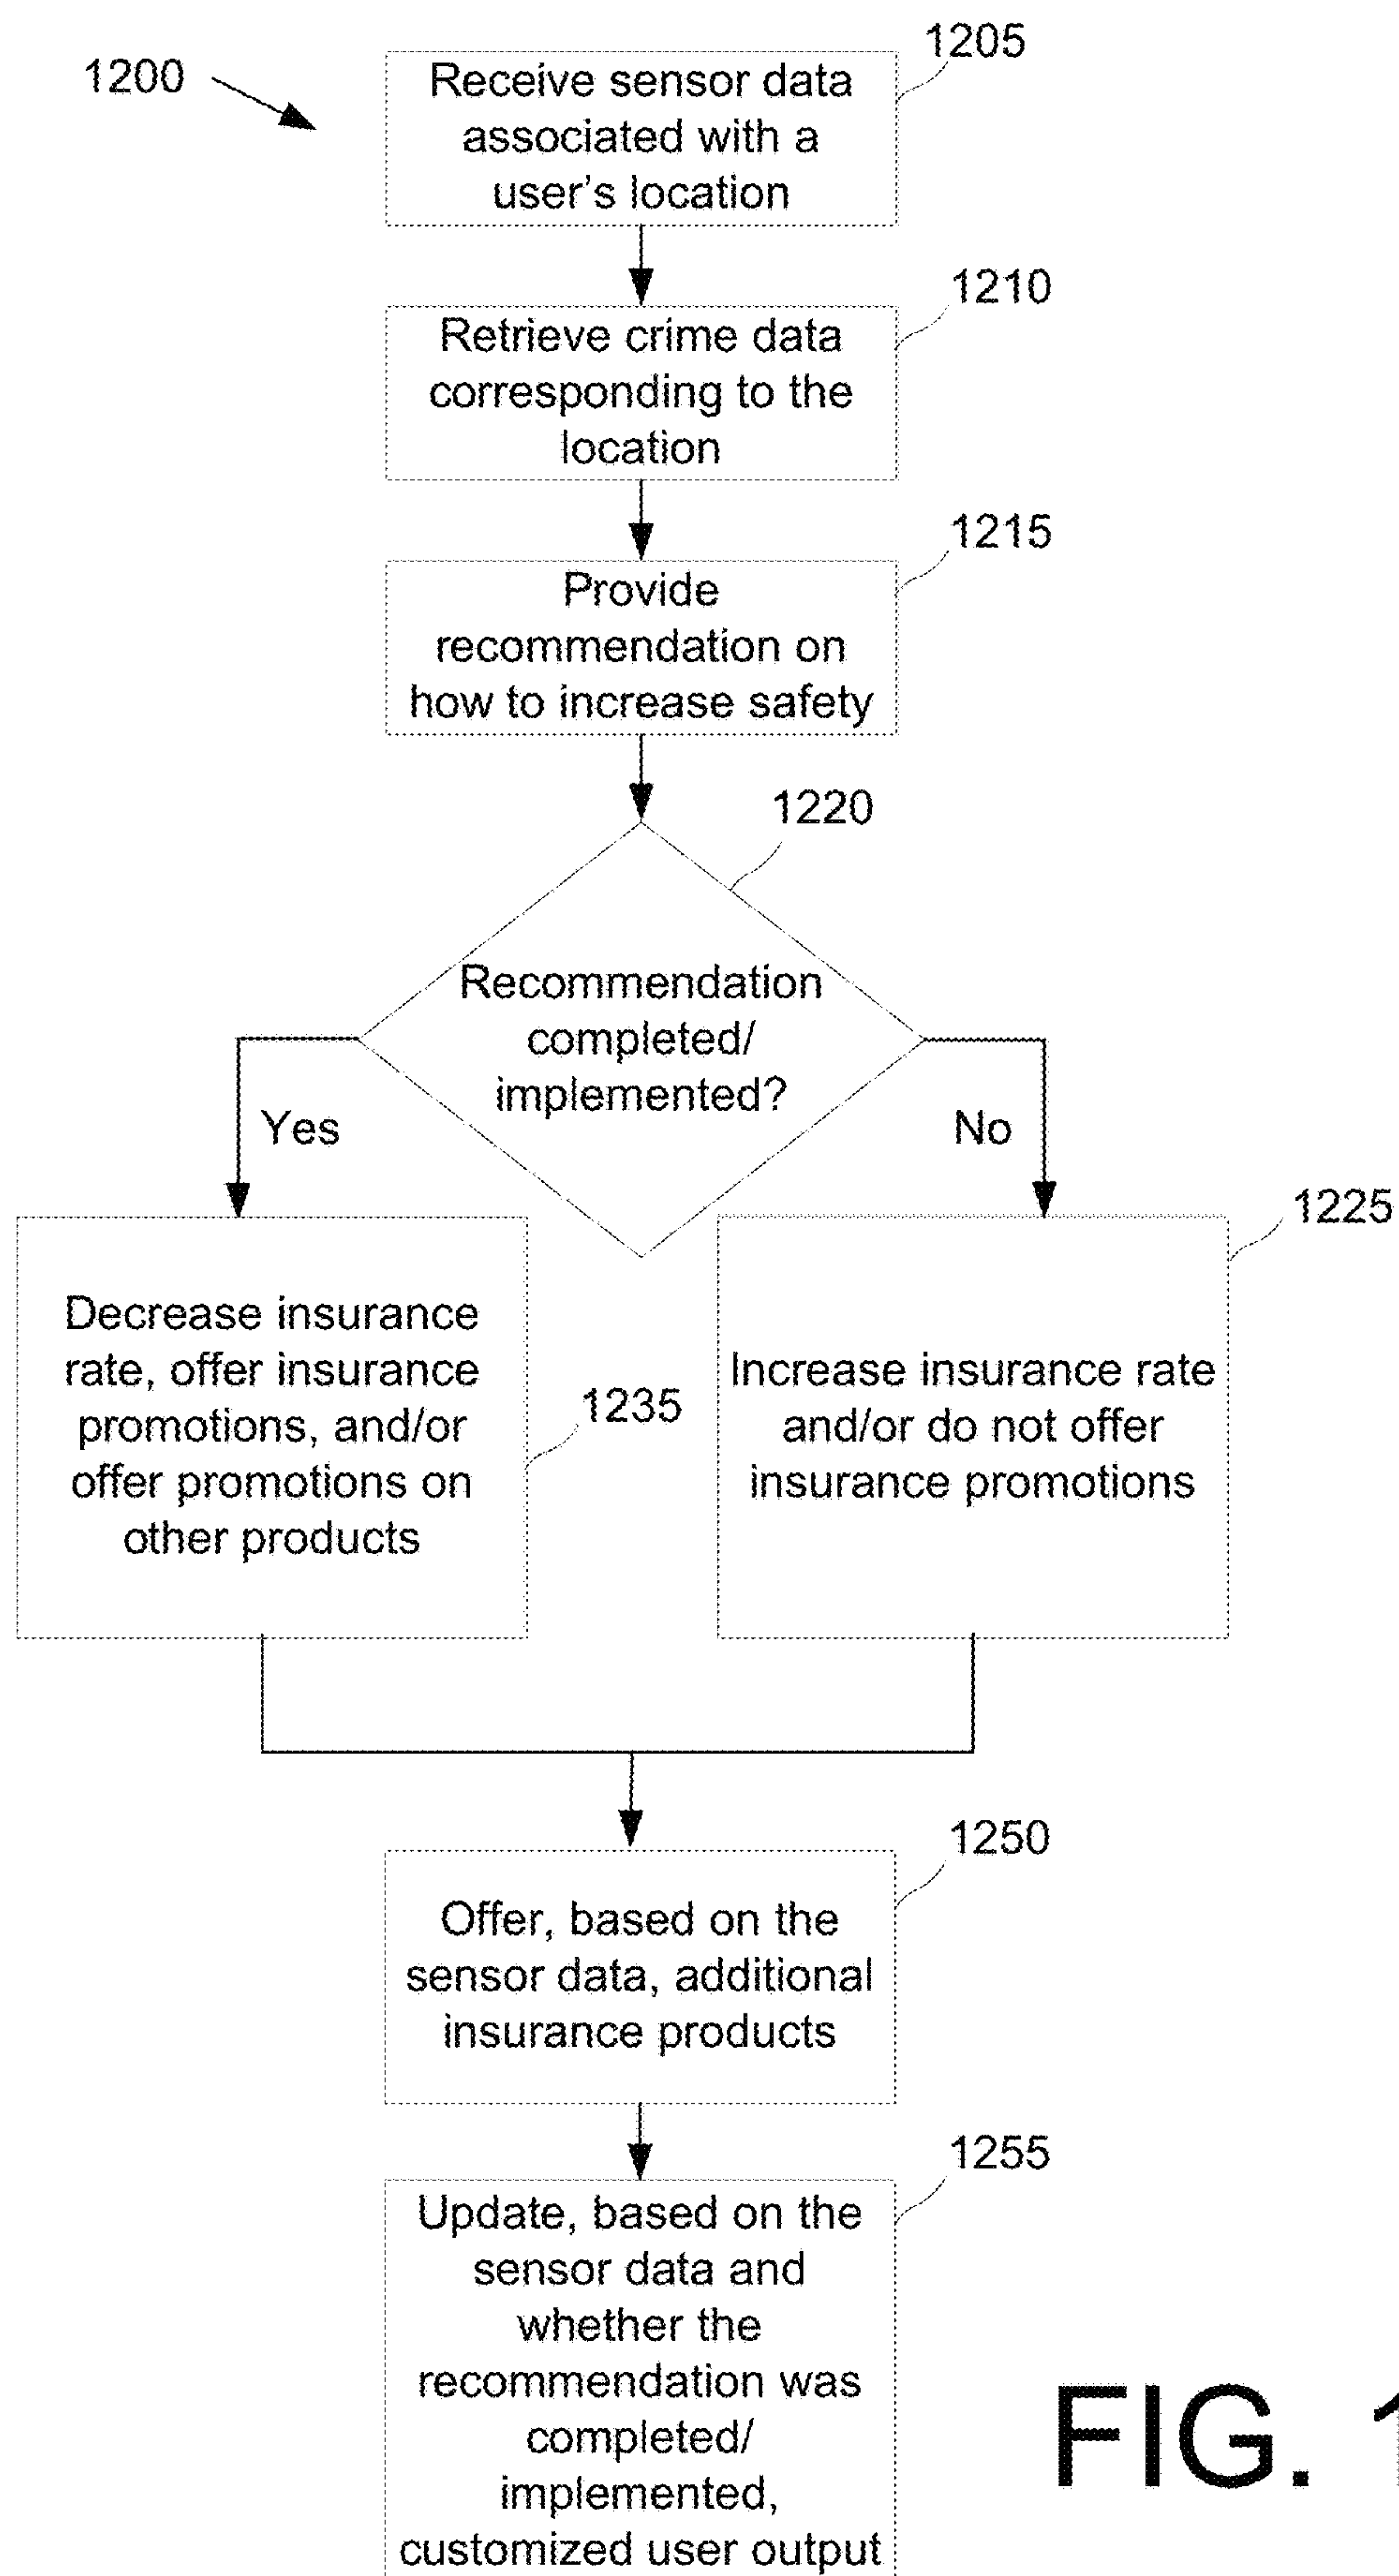 1200
1205
Receive sensor data
associated with a
user's location
1210
Retrieve crime data
corresponding to the
location
1215
Provide
recommendation on
how to increase safety
1220
Recommendation
completed/
implemented?
Yes
No
1225
Decrease insurance
rate, offer insurance
promotions, and/or
offer promotions on
other products
1235
Increase insurance rate
and/or do not offer
insurance promotions
1250
Offer, based on the
sensor data, additional
insurance products
1255
Update, based on the
sensor data and
whether the
recommendation was
completed/
implemented,
customized user output
FIG.